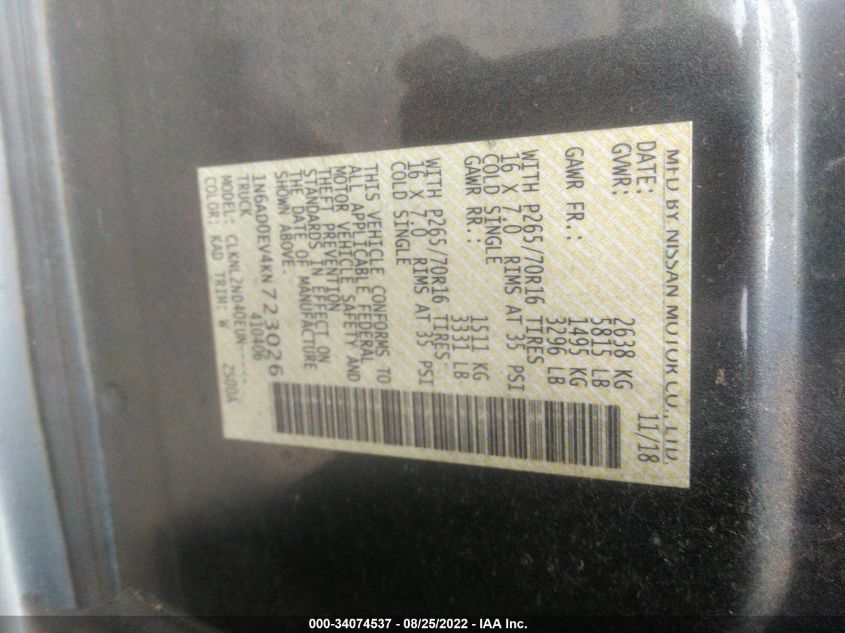 MFD BY NISSAN MOTOR CO., LTD.
DATE: 11/18
GVWR: 2638 KG
5815 LB
GAWR FR.: 1495 KG
3296 LB
WITH P265/70R16 TIRES
16 X 7.0 RIMS AT 35 PSI
COLD SINGLE
GAWR RR.: 1511 KG
3331 LB
WITH P265/70R16 TIRES
16 X 7.0 RIMS AT 35 PSI
COLD SINGLE
THIS VEHICLE CONFORMS TO
ALL APPLICABLE FEDERAL
MOTOR VEHICLE SAFETY AND
THEFT PREVENTION
STANDARDS IN EFFECT ON
THE DATE OF MANUFACTURE
SHOWN ABOVE.
1N6AD0EV4KN723026
TRUCK 410406
MODEL: CLKNLZN040EUN-----
COLOR: KAD TRIM: W 2500A
000-34074537 - 08/25/2022 - IAA Inc.